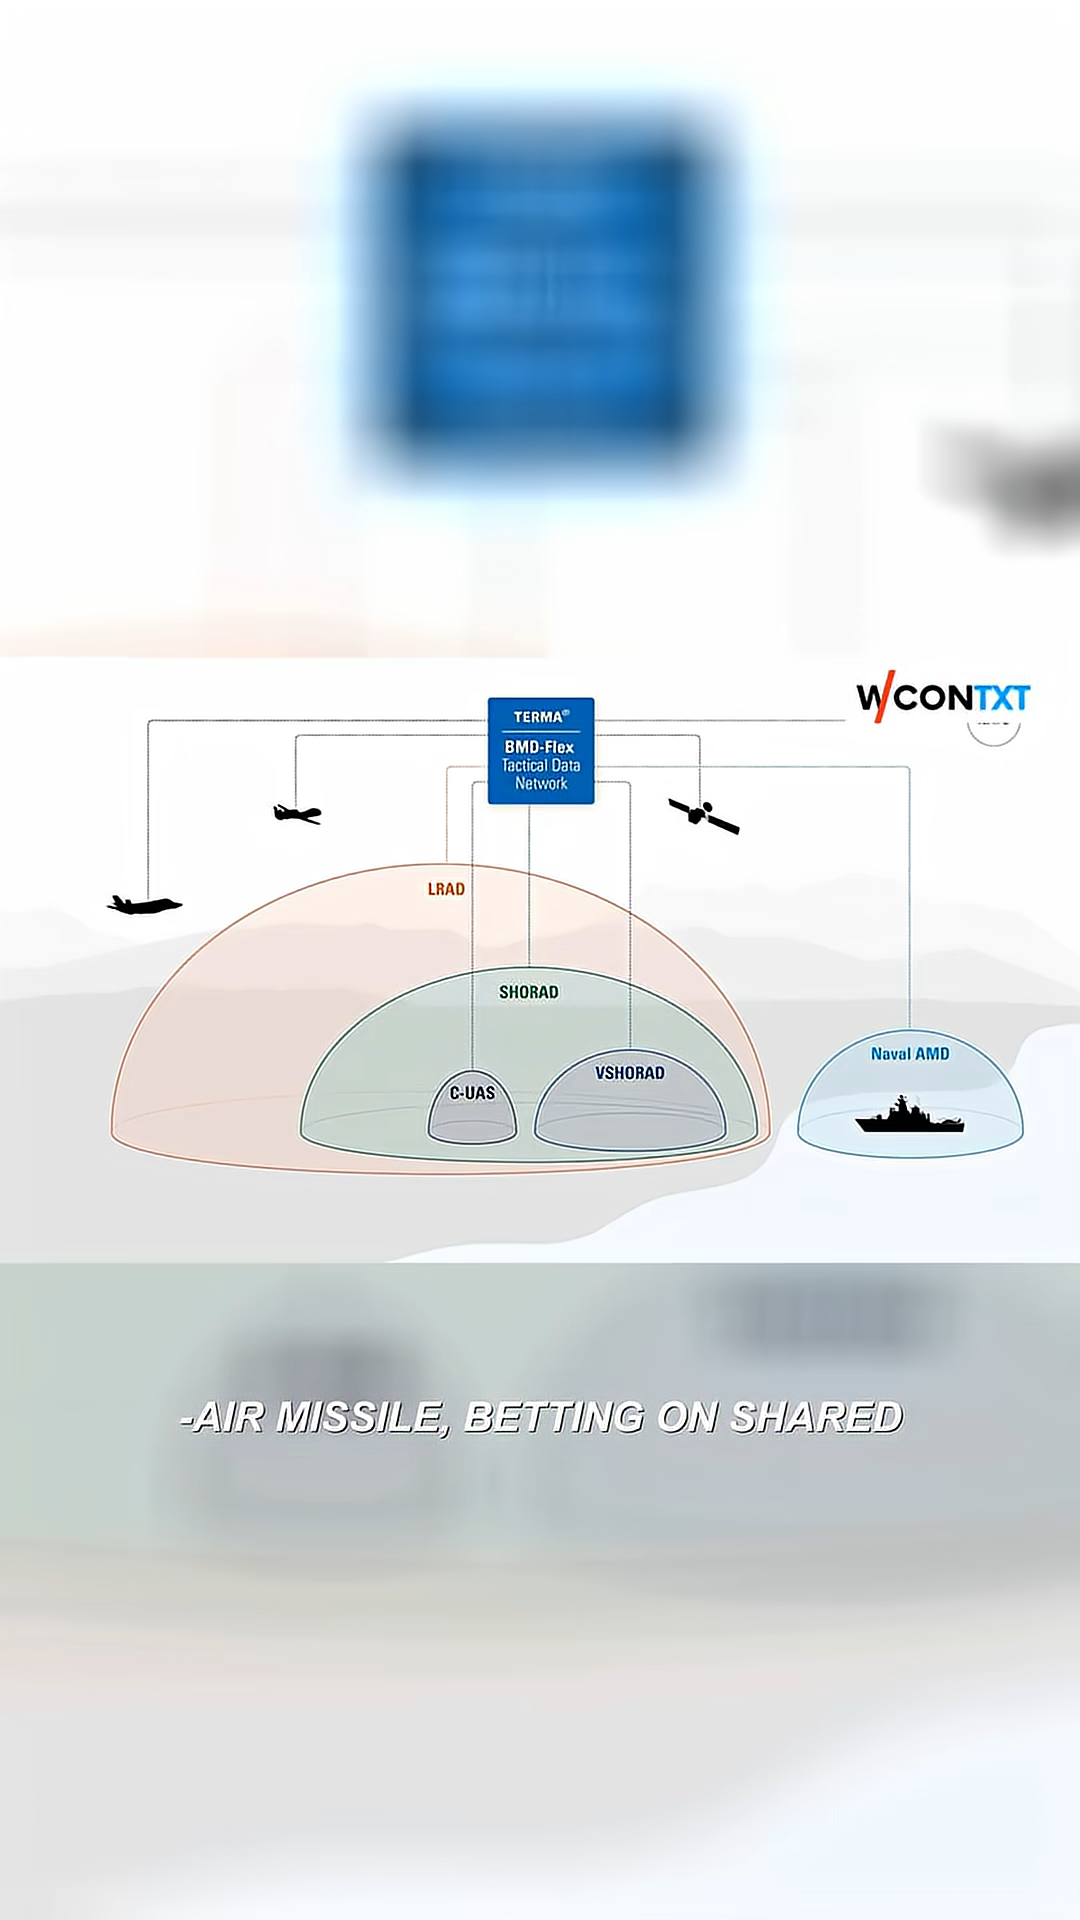 W/CONTXT
TERMA®
BMD-Flex
Tactical Data
Network
LRAD
SHORAD
C-UAS
VSHORAD
Naval AMD
-AIR MISSILE, BETTING ON SHARED